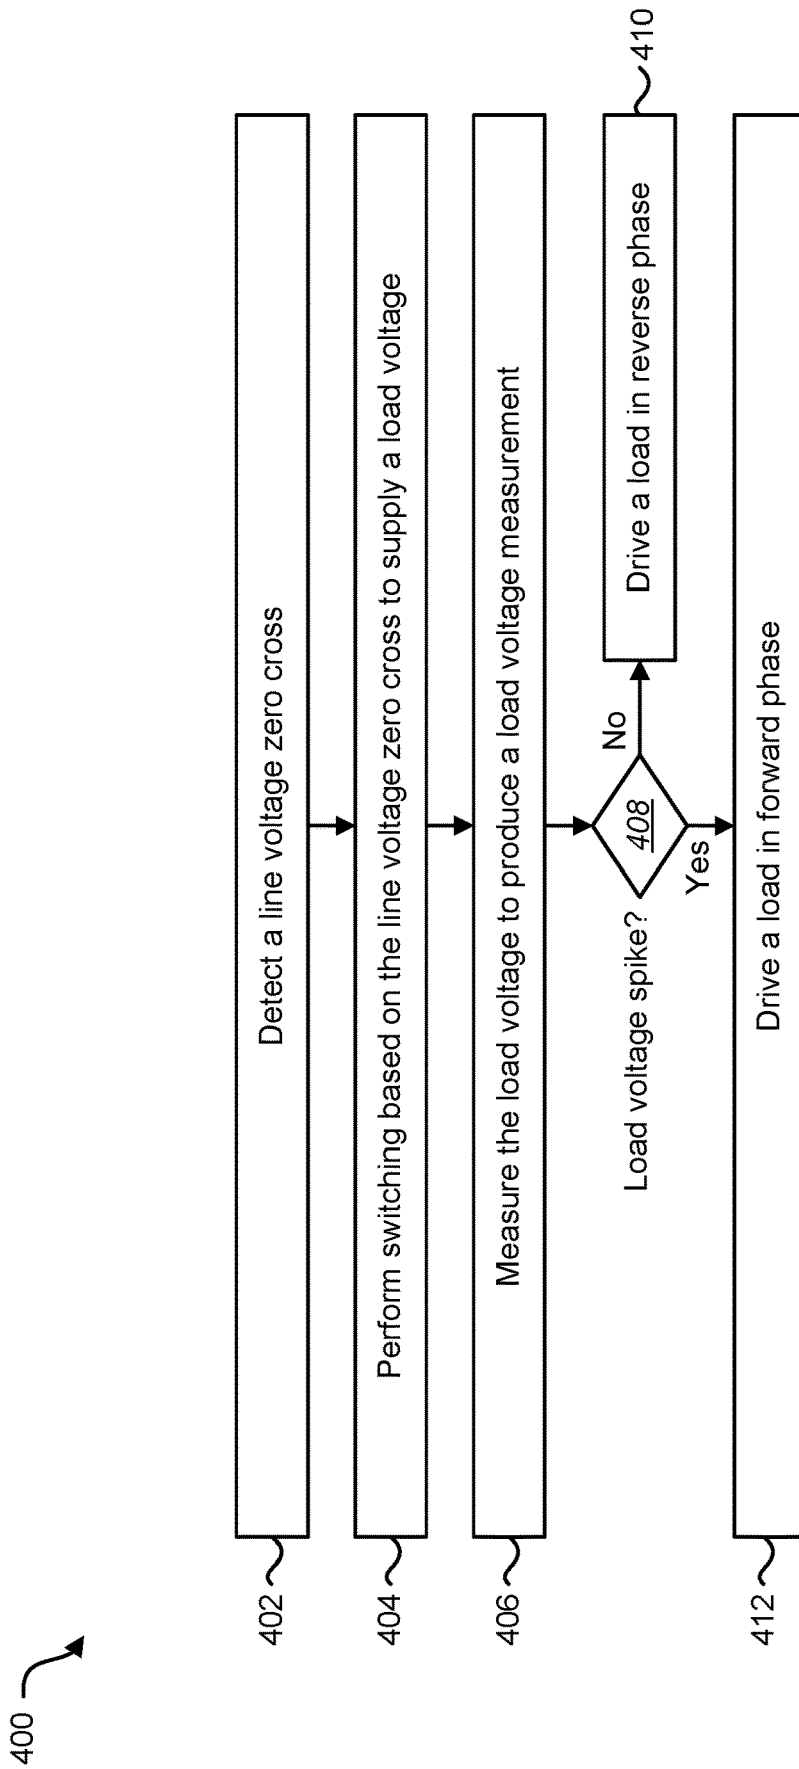 400
402
Detect a line voltage zero cross
404
Perform switching based on the line voltage zero cross to supply a load voltage
406
Measure the load voltage to produce a load voltage measurement
Load voltage spike?
408
No
Drive a load in reverse phase
410
Yes
412
Drive a load in forward phase